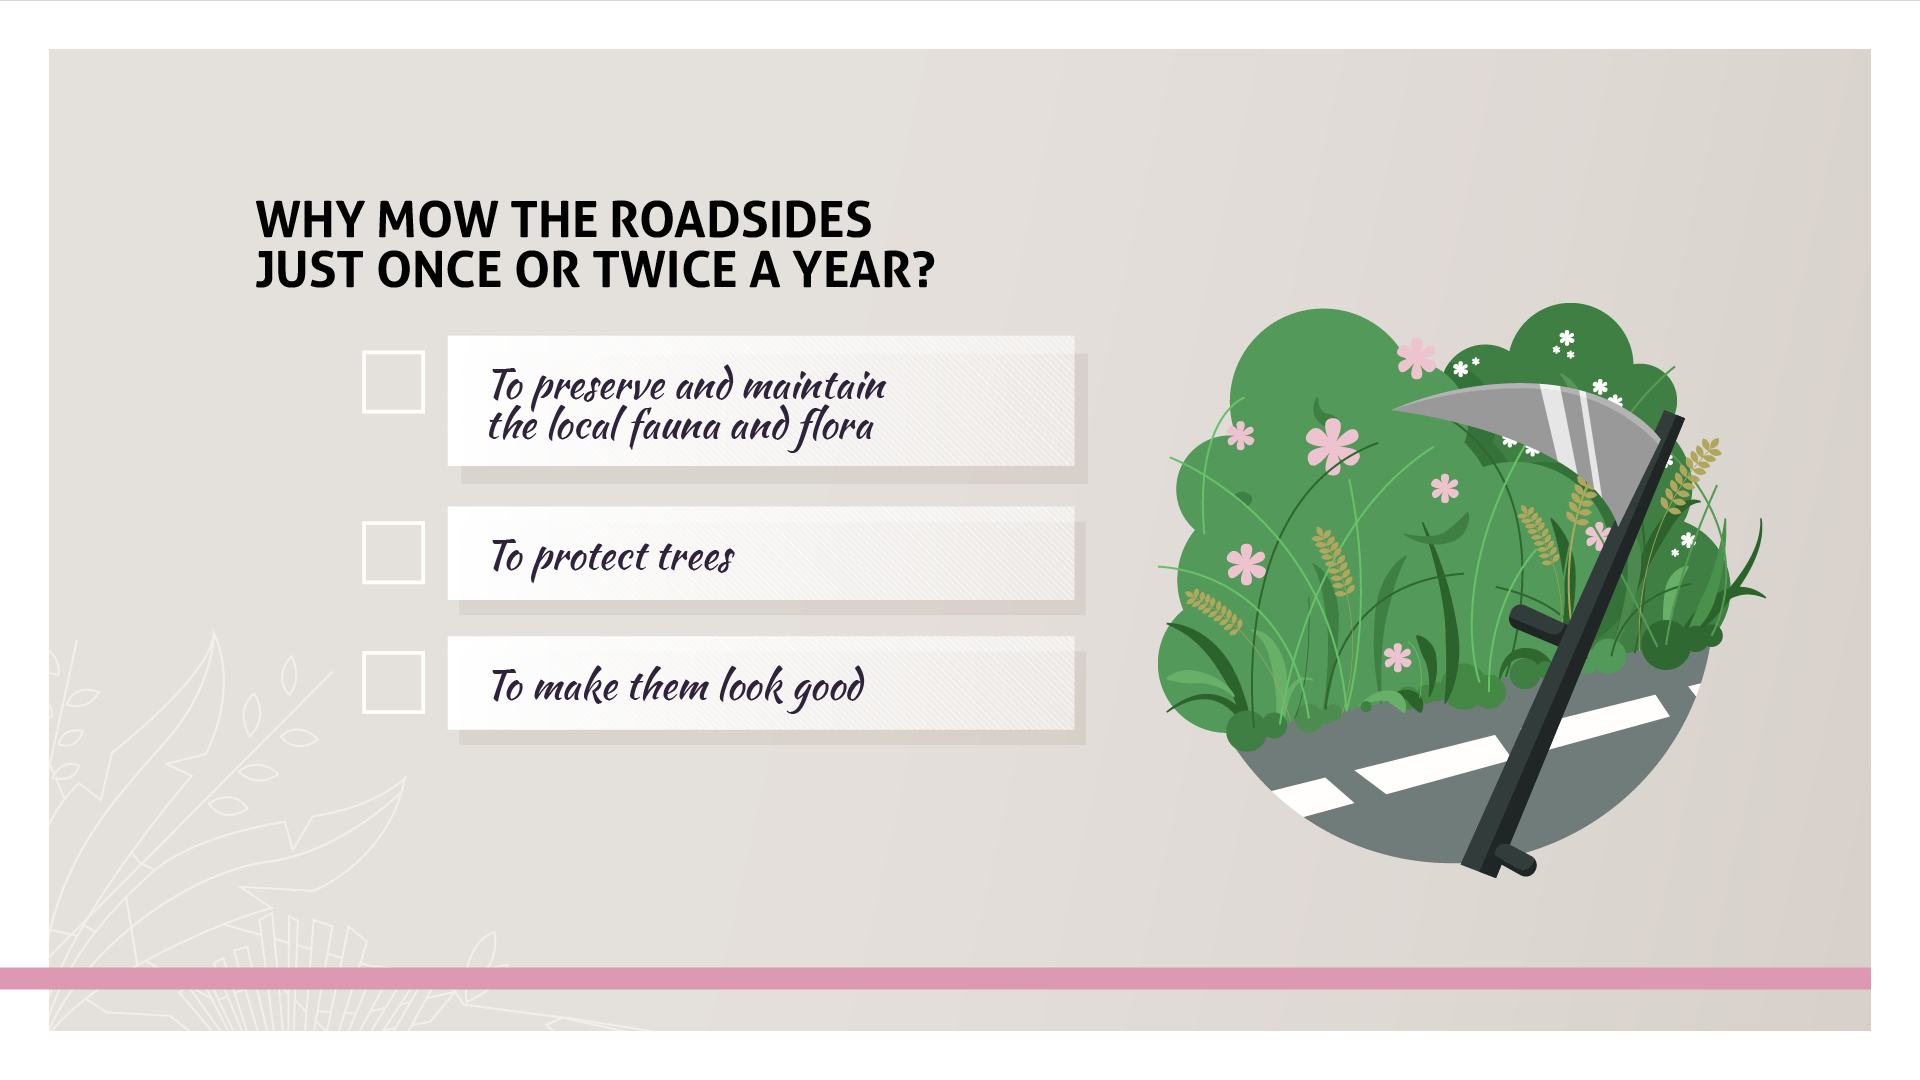 WHY MOW THE ROADSIDES
JUST ONCE OR TWICE A YEAR?
To preserve and maintain
the local fauna and flora
To protect trees
To make them look good